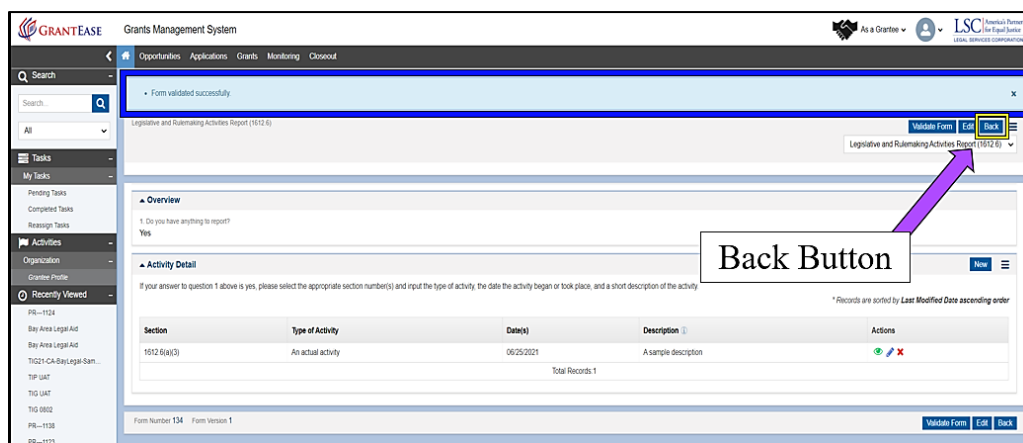 GRANTEASE
Grants Management System
As a Grantee
LSC America's Partner for Equal Justice
LEGAL SERVICES CORPORATION
Opportunities Applications Grants Monitoring Closeout
Search
Search...
All
Tasks
My Tasks
Pending Tasks
Completed Tasks
Reassign Tasks
Activities
Organization
Grantee Profile
Recently Viewed
PR—1124
Bay Area Legal Aid
Bay Area Legal Aid
TIG21-CA-BayLegal-Sam...
TIP UAT
TIG UAT
TIG 0802
PR—1138
PR—1123
• Form validated successfully.
x
Legislative and Rulemaking Activities Report (1612.6)
Validate Form Edit Back
Legislative and Rulemaking Activities Report (1612.6)
Overview
1. Do you have anything to report?
Yes
Back Button
Activity Detail
New
If your answer to question 1 above is yes, please select the appropriate section number(s) and input the type of activity, the date the activity began or took place, and a short description of the activity.
* Records are sorted by Last Modified Date ascending order
Section Type of Activity Date(s) Description Actions
1612.6(a)(3) An actual activity 06/25/2021 A sample description
Total Records:1
Form Number 134 Form Version 1
Validate Form Edit Back